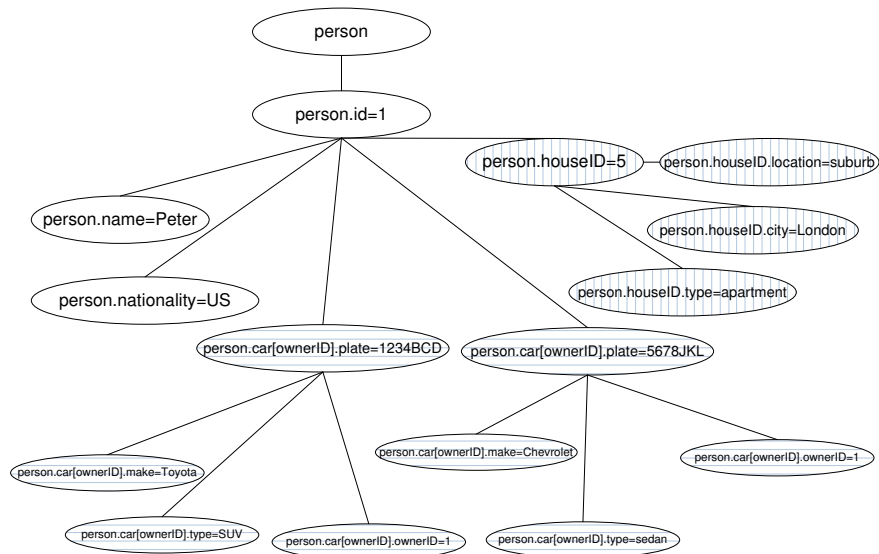 person
person.id=1
person.houseID=5
person.houseID.location=suburb
person.name=Peter
person.houseID.city=London
person.nationality=US
person.houseID.type=apartment
person.car[ownerID].plate=1234BCD
person.car[ownerID].plate=5678JKL
person.car[ownerID].make=Toyota
person.car[ownerID].make=Chevrolet
person.car[ownerID].ownerID=1
person.car[ownerID].type=SUV
person.car[ownerID].ownerID=1
person.car[ownerID].type=sedan